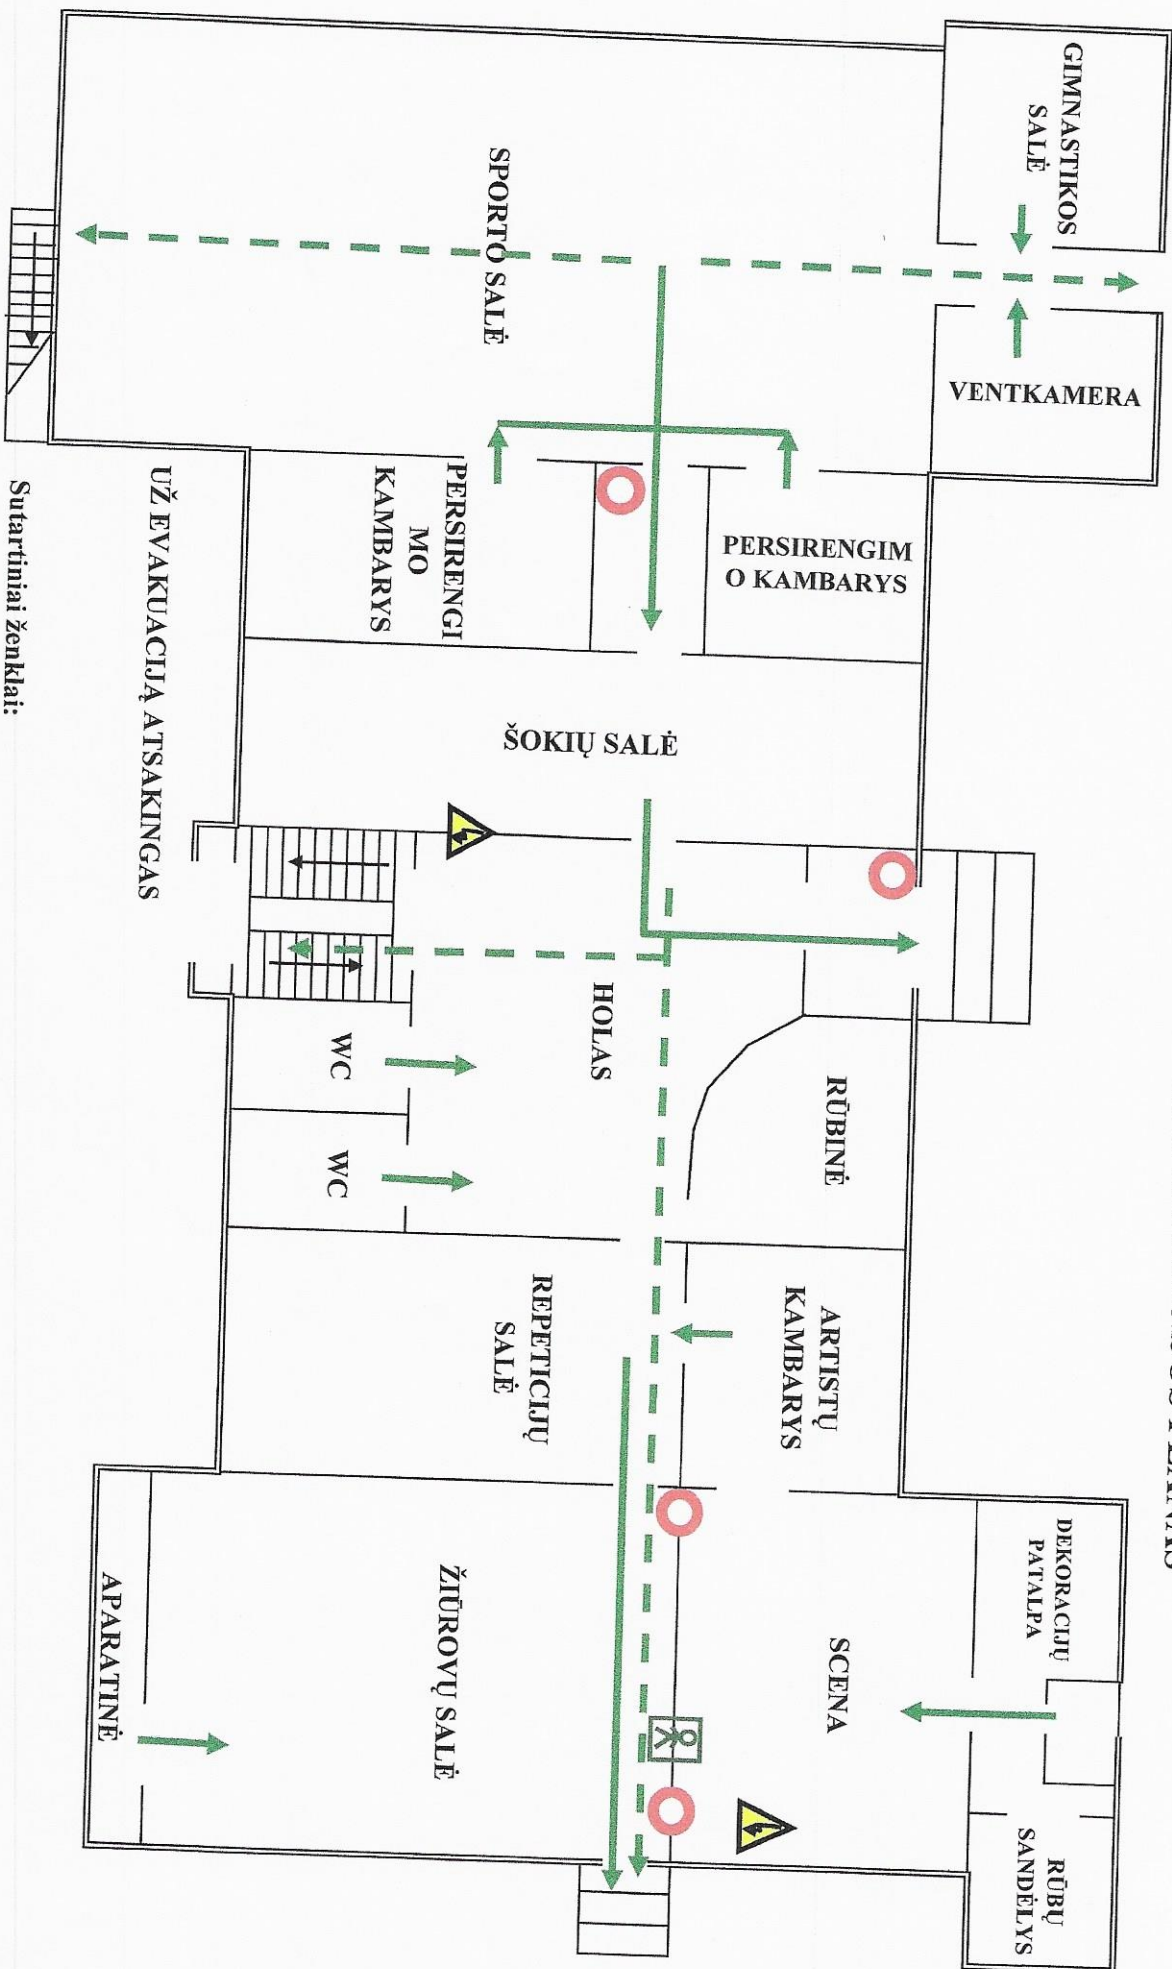 GIMNASTIKOS
SALĖ
SPORTO SALĖ
VENTKAMERA
PERSIRENGI
MO
KAMBARYS
PERSIRENGIM
O KAMBARYS
ŠOKIŲ SALĖ
HOLAS
WC
WC
RŪBINĖ
ARTISTŲ
KAMBARYS
REPETICIJŲ
SALĖ
DEKORACIJŲ
PATALPA
SCENA
ŽIŪROVŲ SALĖ
APARATINĖ
RŪBŲ
SANDĖLYS
UŽ EVAKUACIJĄ ATSAKINGAS
Sutartiniai ženklai: